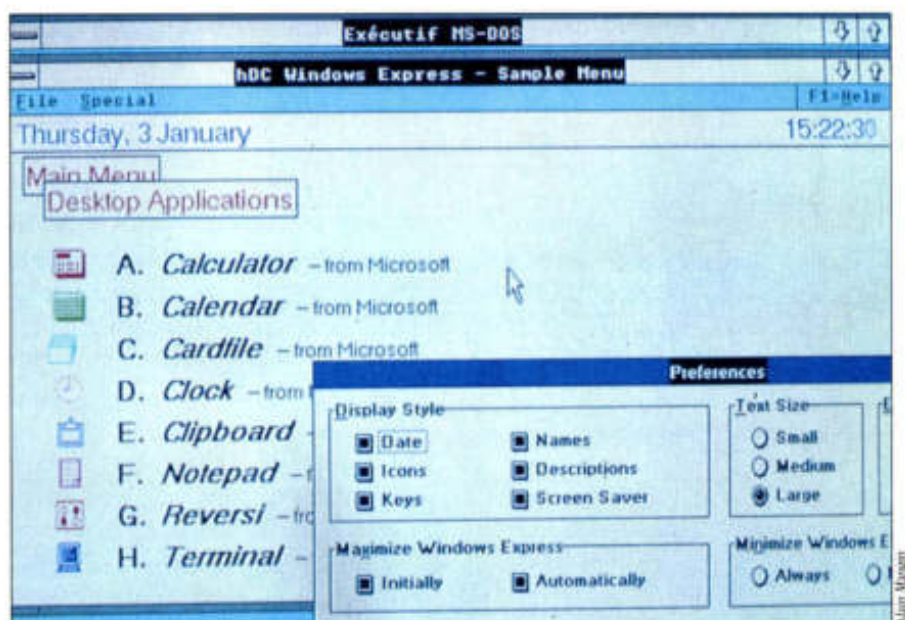 Exécutif MS-DOS
hDC Windows Express - Sample Menu
File Special F1=Help
Thursday, 3 January 15:22:30
Main Menu
Desktop Applications
A. Calculator – from Microsoft
B. Calendar – from Microsoft
C. Cardfile – from Microsoft
D. Clock – from
E. Clipboard -
F. Notepad -
G. Reversi –
H. Terminal –
Preferences
Display Style
Date Names
Icons Descriptions
Keys Screen Saver
Text Size
Small
Medium
Large
Maximize Windows Express
Initially Automatically
Minimize Windows E
Always